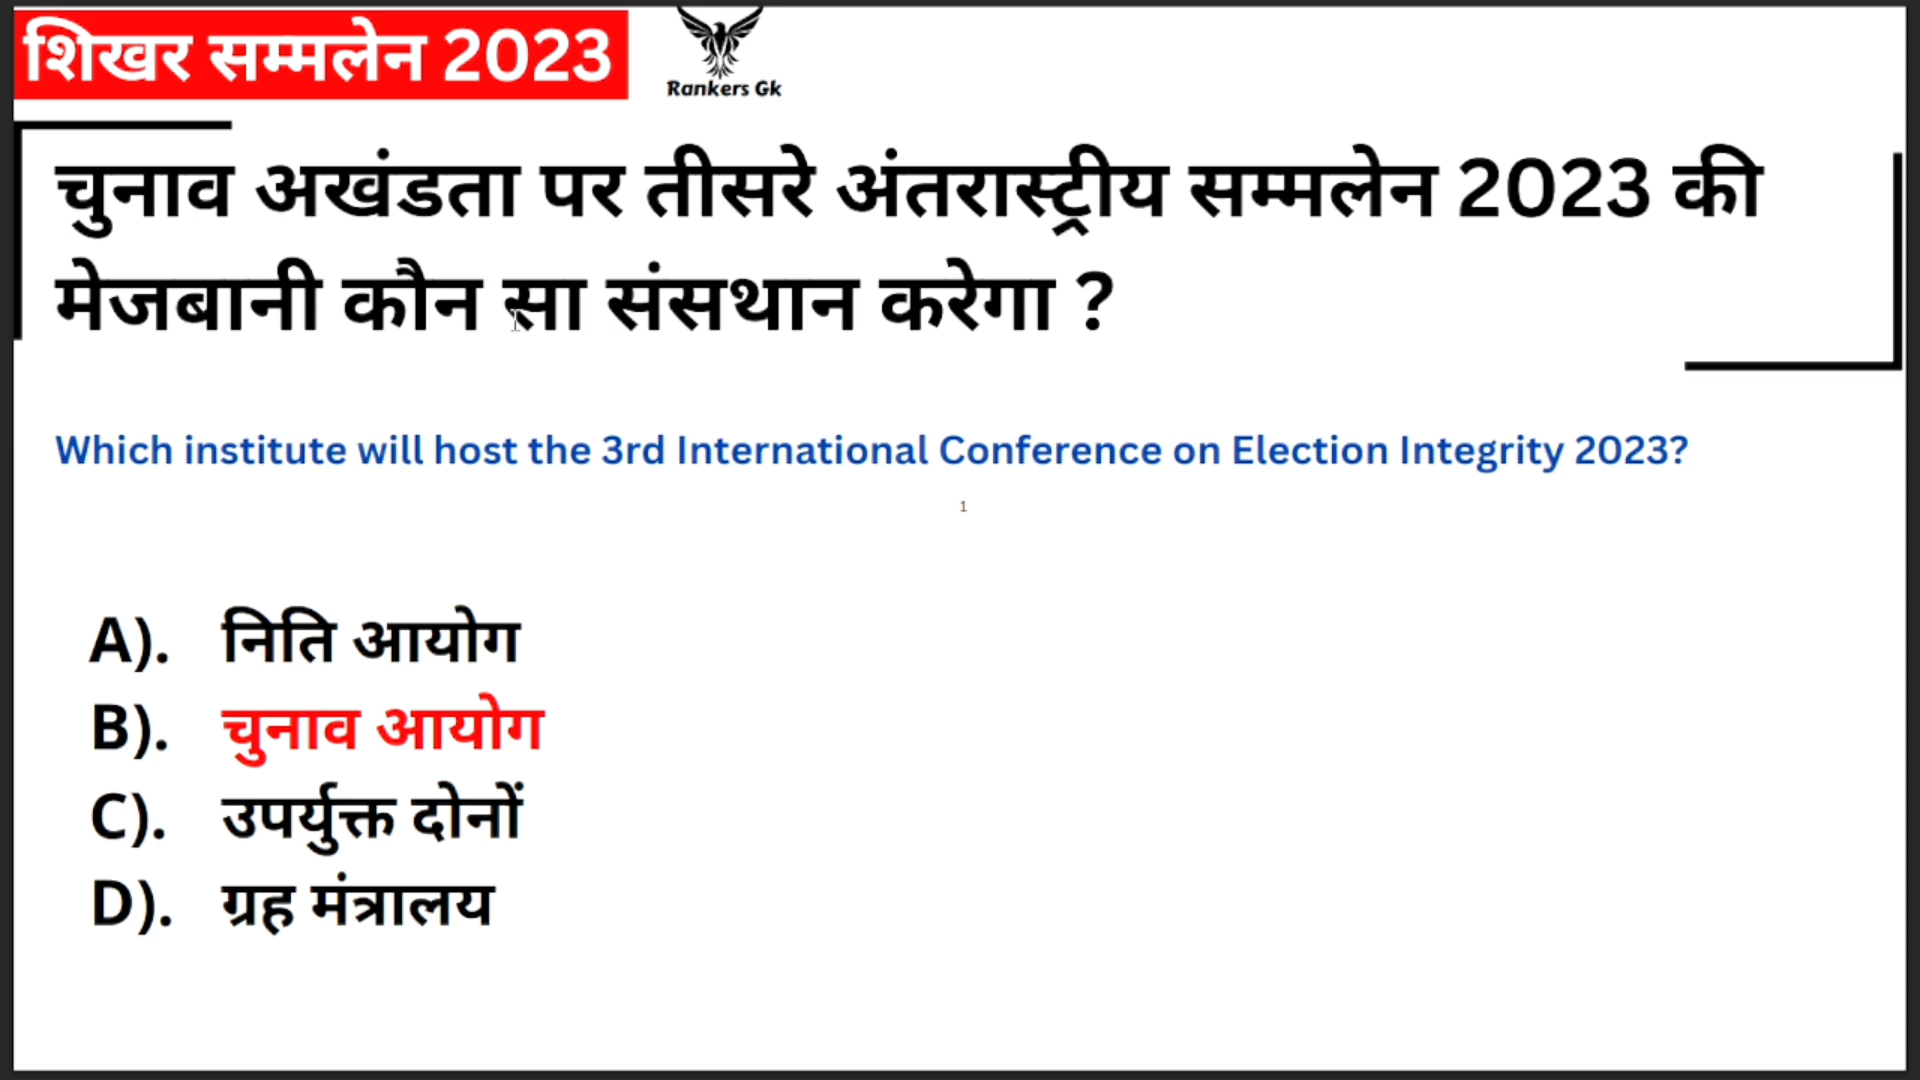 शिखर सम्मलेन 2023
Rankers Gk
चुनाव अखंडता पर तीसरे अंतरास्ट्रीय सम्मलेन 2023 की
मेजबानी कौन सा संसथान करेगा ?
Which institute will host the 3rd International Conference on Election Integrity 2023?
1
A). निति आयोग
B). चुनाव आयोग
C). उपर्युक्त दोनों
D). ग्रह मंत्रालय